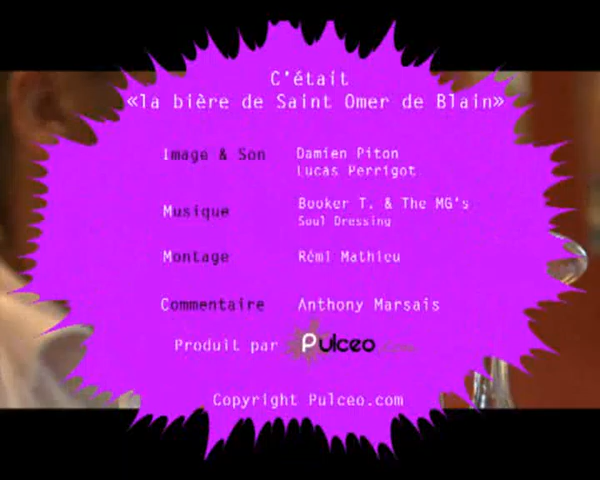 C'était
«la bière de Saint Omer de Blain»
Image & Son Damien Piton
Lucas Perrigot
Musique Booker T. & The MG's
Soul Dressing
Montage Rémi Mathieu
Commentaire Anthony Marsais
Produit par Pulceo
Copyright Pulceo.com